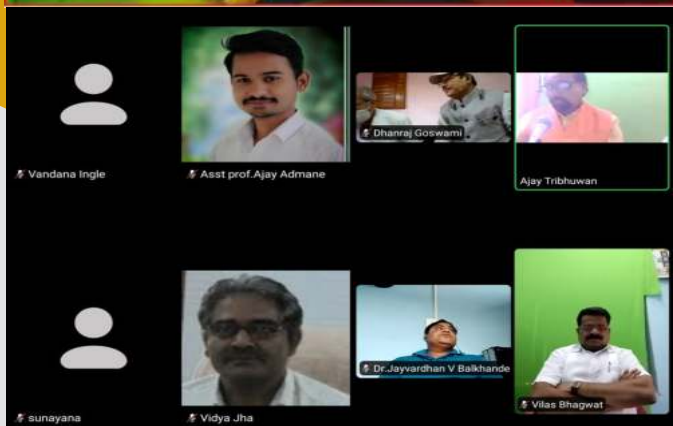 Vandana Ingle
Asst prof.Ajay Admane
Dhanraj Goswami
Ajay Tribhuwan
sunayana
Vidya Jha
Dr.Jayvardhan V Balkhande
Vilas Bhagwat